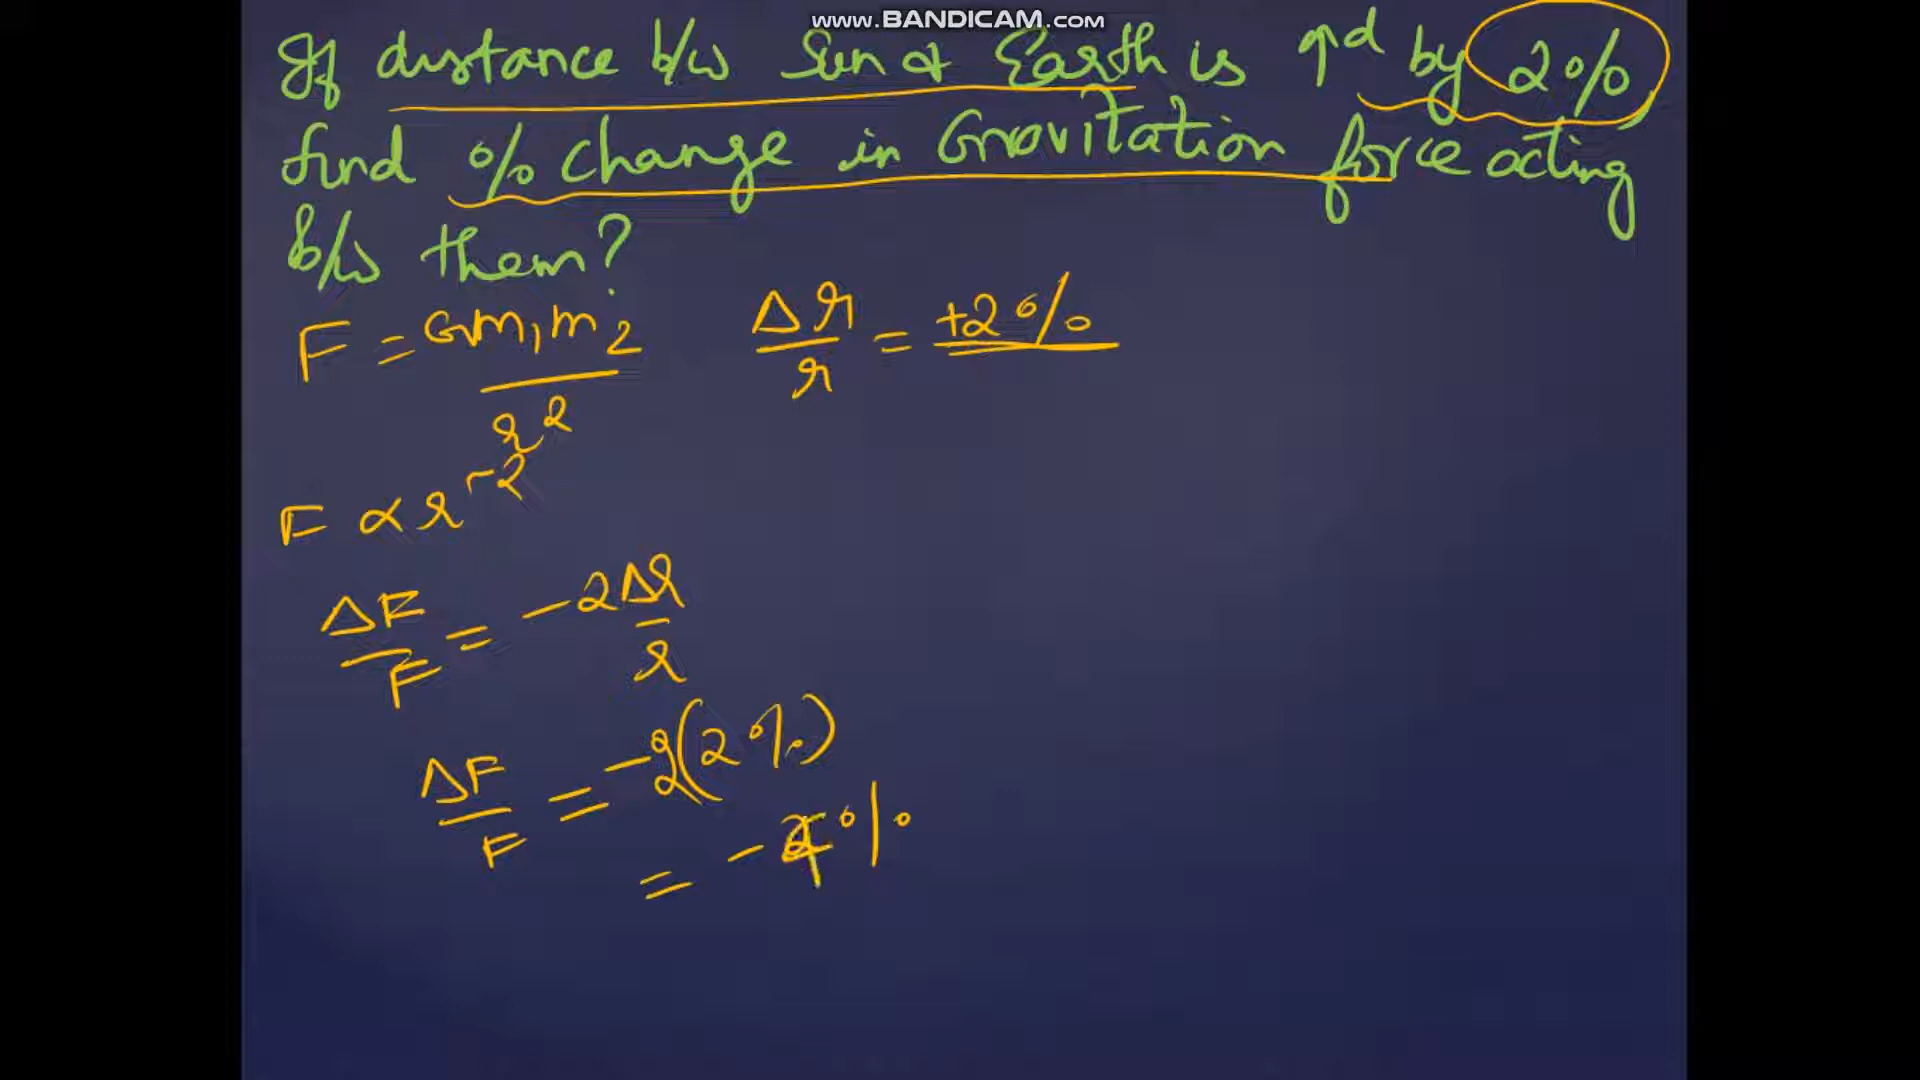 www.BANDICAM.com
If distance b/w Sun & Earth is ↑d by 2%
find % change in Gravitation force acting
b/w them?
F = Gm₁m₂/r² Δr/r = +2%
F ∝ r⁻²
ΔF/F = -2Δr/r
ΔF/F = -2(2%)
= -4%